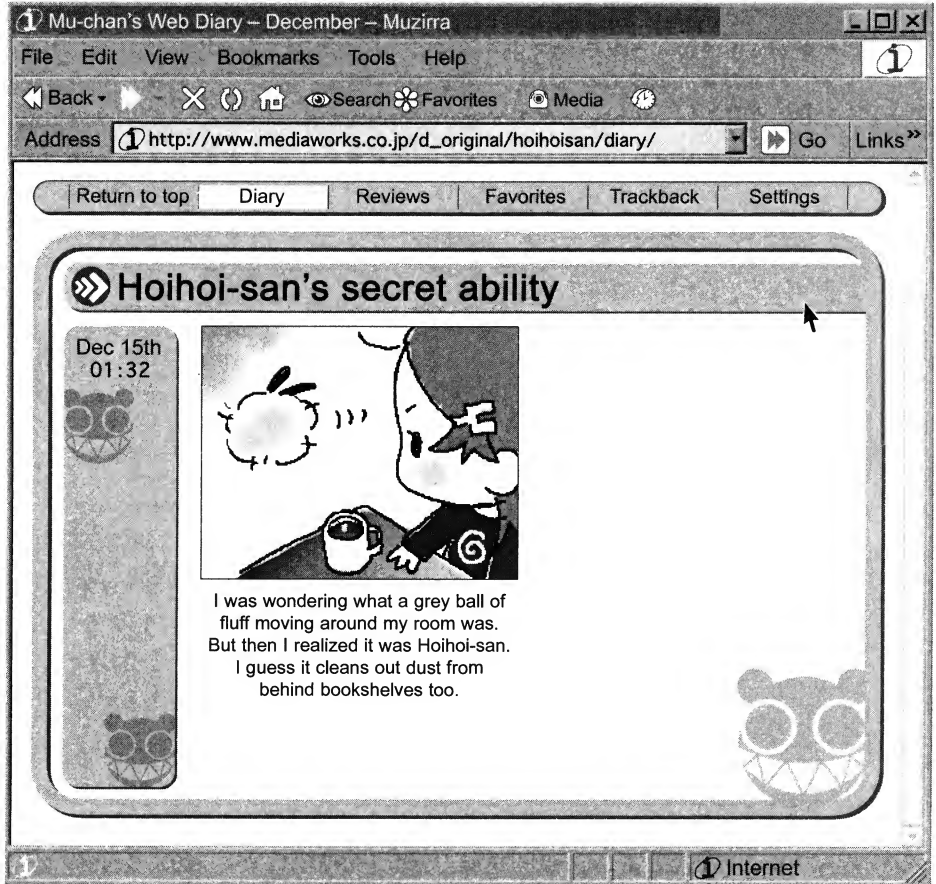 Mu-chan's Web Diary – December – Muzirra
File Edit View Bookmarks Tools Help
Back Search Favorites Media
Address http://www.mediaworks.co.jp/d_original/hoihoisan/diary/ Go Links»
Return to top Diary Reviews Favorites Trackback Settings
Hoihoi-san's secret ability
Dec 15th
01:32
I was wondering what a grey ball of
fluff moving around my room was.
But then I realized it was Hoihoi-san.
I guess it cleans out dust from
behind bookshelves too.
Internet